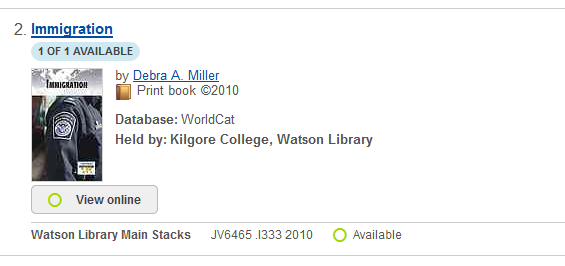 2. Immigration
1 OF 1 AVAILABLE
IMMIGRATION
by Debra A. Miller
Print book ©2010
Database: WorldCat
Held by: Kilgore College, Watson Library
View online
Watson Library Main Stacks JV6465 .I333 2010 Available